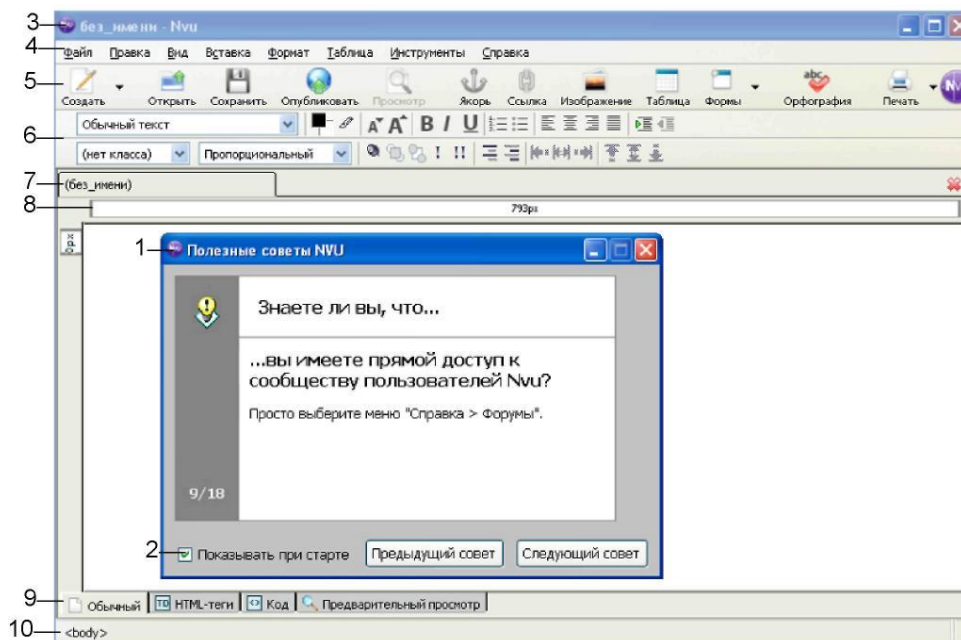 3 без_имени - Nvu
4 Файл Правка Вид Вставка Формат Таблица Инструменты Справка
5
Создать Открыть Сохранить Опубликовать Просмотр Якорь Ссылка Изображение Таблица Формы Орфография Печать
6 Обычный текст
(нет класса) Пропорциональный
7 (без_имени)
8 793px
0px
1 Полезные советы NVU
Знаете ли вы, что...
...вы имеете прямой доступ к
сообществу пользователей Nvu?
Просто выберите меню "Справка > Форумы".
9/18
2 Показывать при старте Предыдущий совет Следующий совет
9 Обычный HTML-теги Код Предварительный просмотр
10 <body>